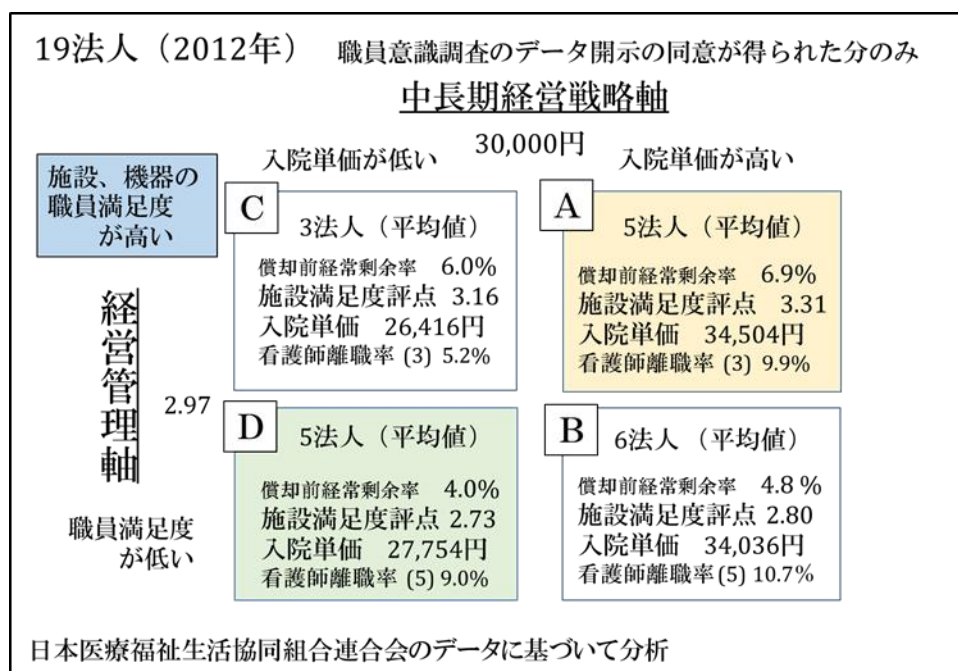 19法人（2012年） 職員意識調査のデータ開示の同意が得られた分のみ
中長期経営戦略軸
入院単価が低い 30,000円 入院単価が高い
施設、機器の
職員満足度
が高い
C
3法人（平均値）
償却前経常剰余率 6.0%
施設満足度評点 3.16
入院単価 26,416円
看護師離職率 (3) 5.2%
A
5法人（平均値）
償却前経常剰余率 6.9%
施設満足度評点 3.31
入院単価 34,504円
看護師離職率 (3) 9.9%
経営管理軸
2.97
D
5法人（平均値）
償却前経常剰余率 4.0%
施設満足度評点 2.73
入院単価 27,754円
看護師離職率 (5) 9.0%
B
6法人（平均値）
償却前経常剰余率 4.8 %
施設満足度評点 2.80
入院単価 34,036円
看護師離職率 (5) 10.7%
職員満足度
が低い
日本医療福祉生活協同組合連合会のデータに基づいて分析